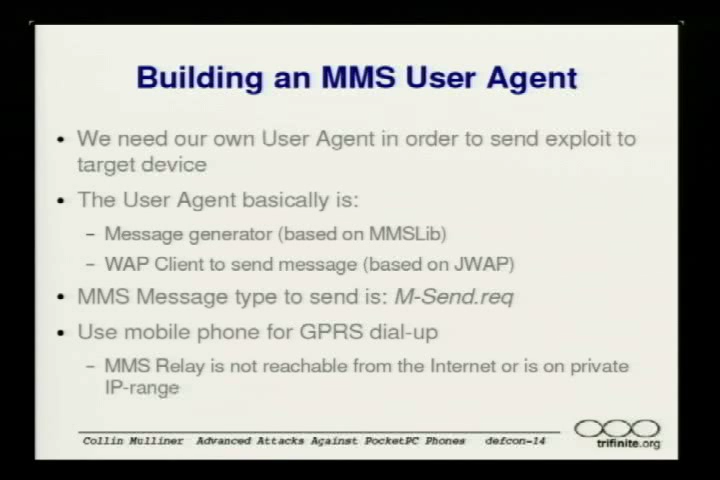 Building an MMS User Agent
• We need our own User Agent in order to send exploit to
target device
• The User Agent basically is:
– Message generator (based on MMSLib)
– WAP Client to send message (based on JWAP)
• MMS Message type to send is: M-Send.req
• Use mobile phone for GPRS dial-up
– MMS Relay is not reachable from the Internet or is on private
IP-range
Collin Mulliner Advanced Attacks Against PocketPC Phones defcon-14
trifinite.org